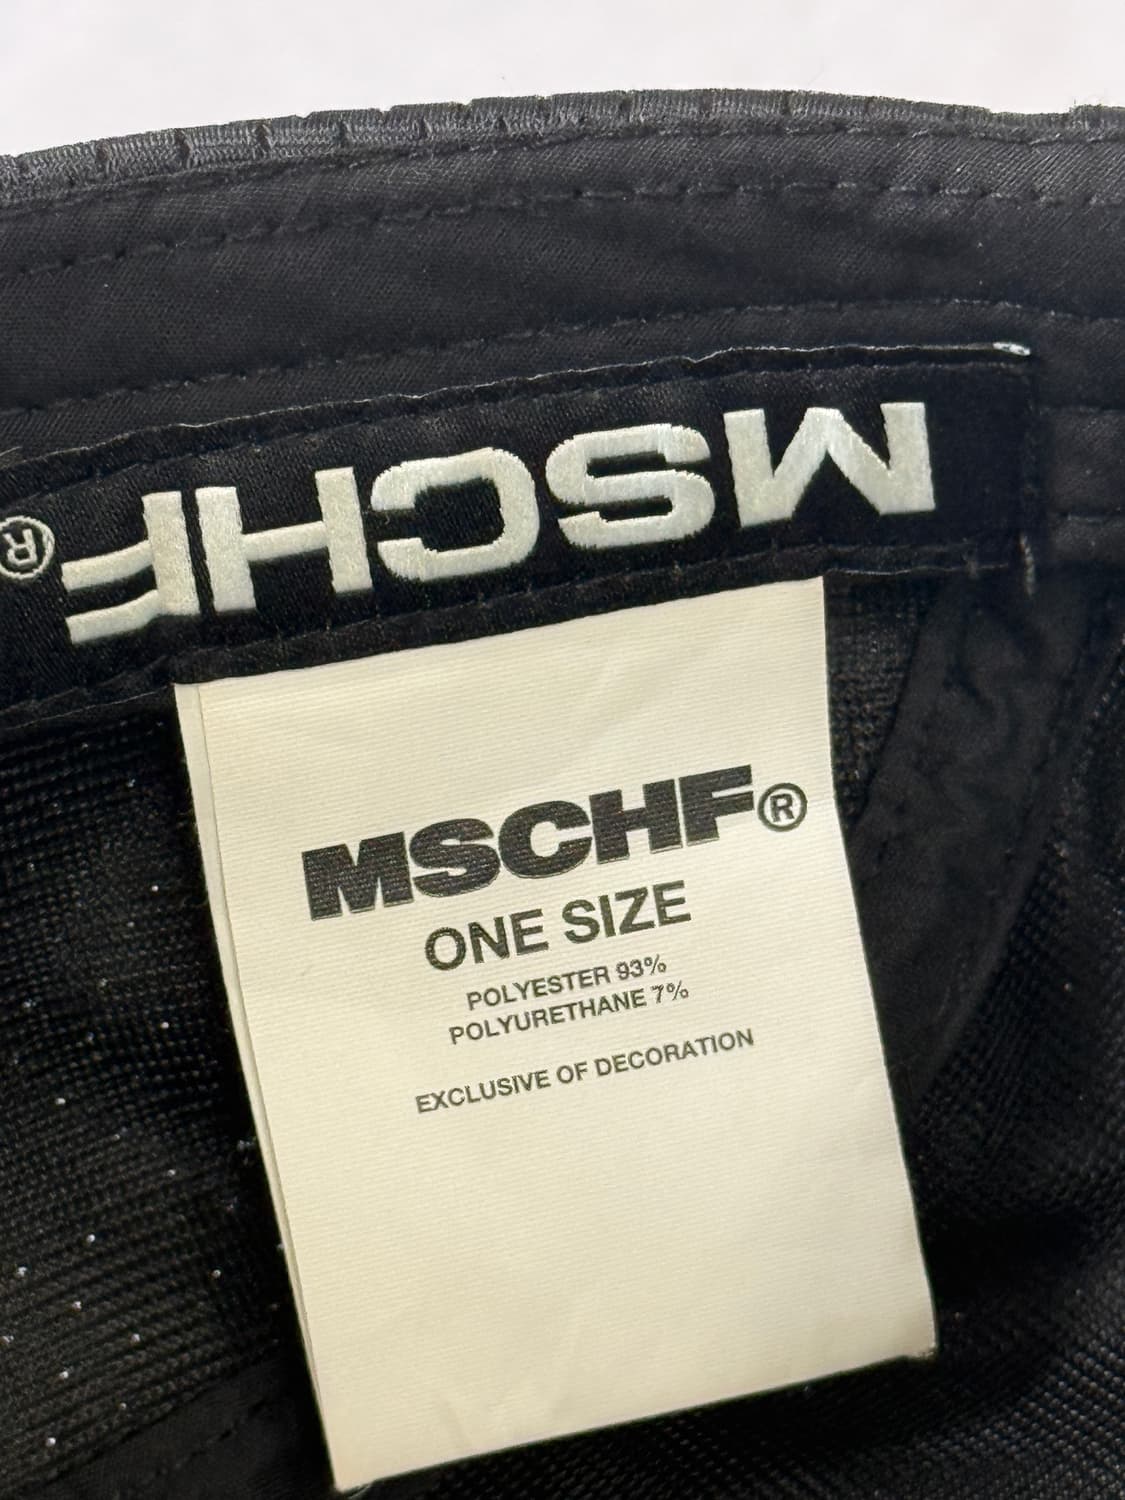 MSCHF®
MSCHF®
ONE SIZE
POLYESTER 93%
POLYURETHANE 7%
EXCLUSIVE OF DECORATION